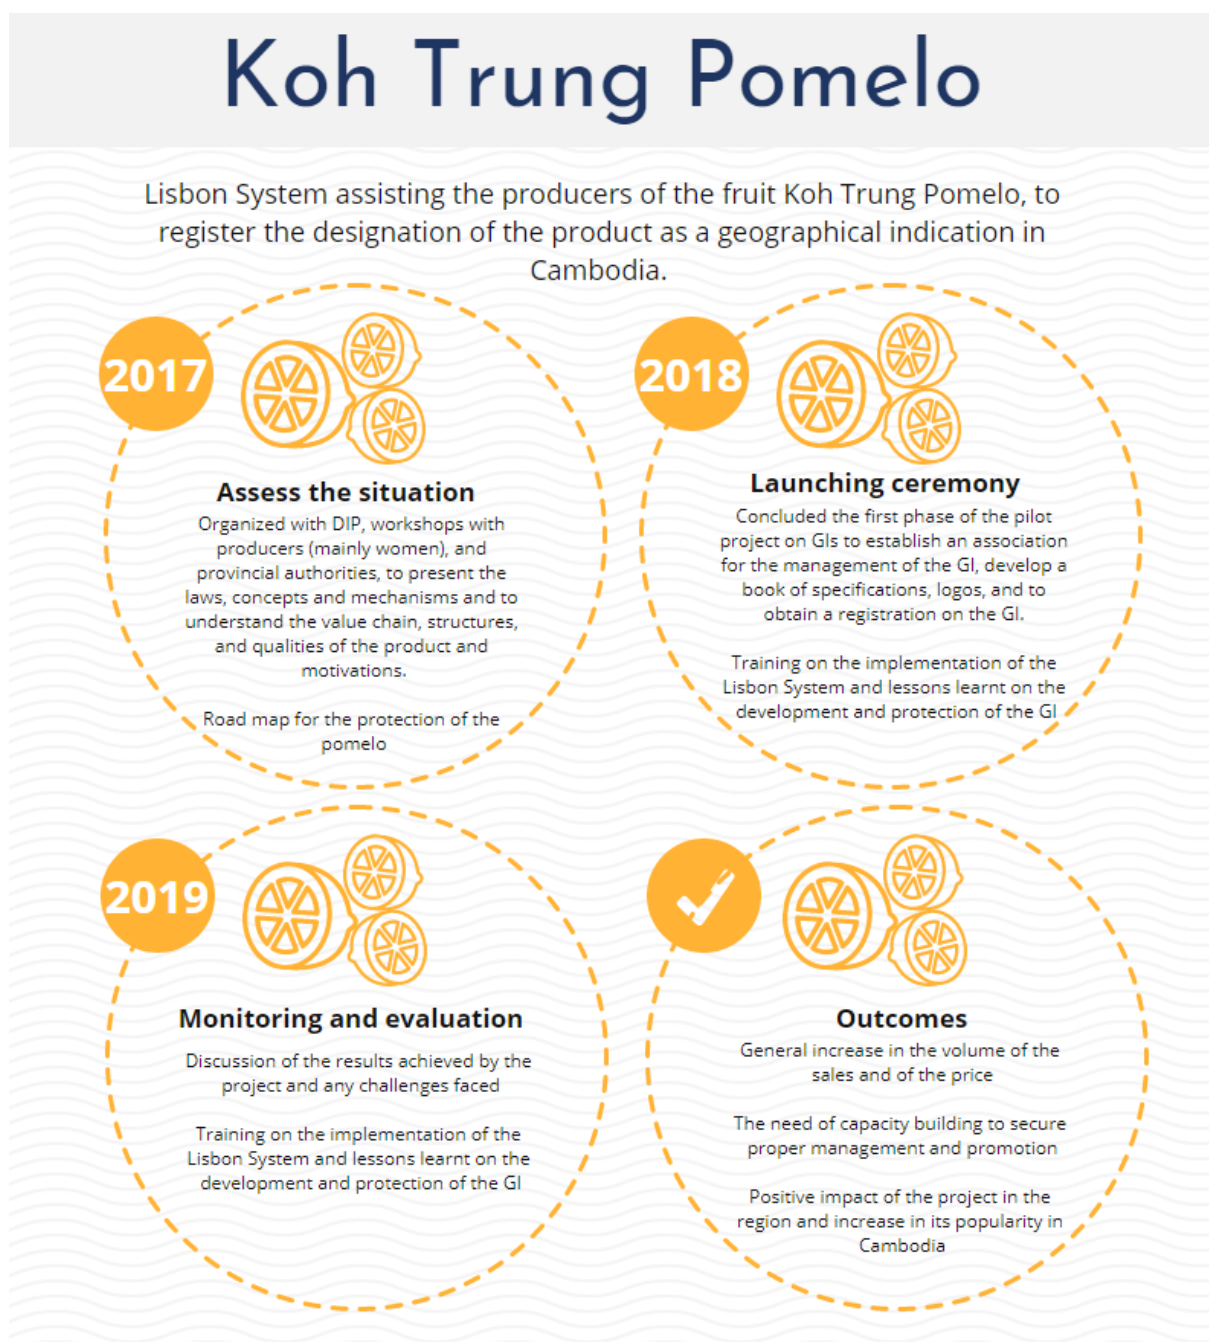 Koh Trung Pomelo
Lisbon System assisting the producers of the fruit Koh Trung Pomelo, to
register the designation of the product as a geographical indication in
Cambodia.
2017
Assess the situation
Organized with DIP, workshops with
producers (mainly women), and
provincial authorities, to present the
laws, concepts and mechanisms and to
understand the value chain, structures,
and qualities of the product and
motivations.
Road map for the protection of the
pomelo
2018
Launching ceremony
Concluded the first phase of the pilot
project on GIs to establish an association
for the management of the GI, develop a
book of specifications, logos, and to
obtain a registration on the GI.
Training on the implementation of the
Lisbon System and lessons learnt on the
development and protection of the GI
2019
Monitoring and evaluation
Discussion of the results achieved by the
project and any challenges faced
Training on the implementation of the
Lisbon System and lessons learnt on the
development and protection of the GI
Outcomes
General increase in the volume of the
sales and of the price
The need of capacity building to secure
proper management and promotion
Positive impact of the project in the
region and increase in its popularity in
Cambodia